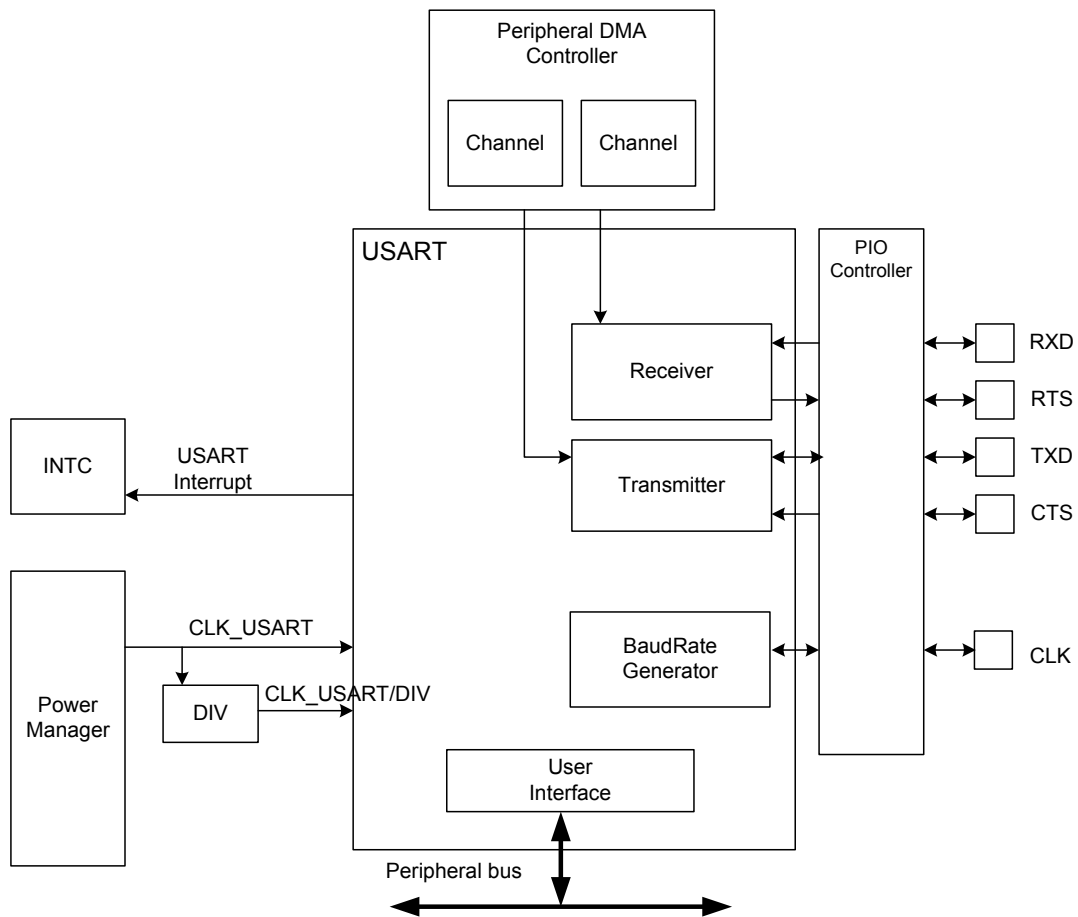 Peripheral DMA
Controller
Channel
Channel
USART
PIO
Controller
Receiver
RXD
RTS
INTC
USART
Interrupt
Transmitter
TXD
CTS
CLK_USART
BaudRate
Generator
CLK
Power
Manager
DIV
CLK_USART/DIV
User
Interface
Peripheral bus